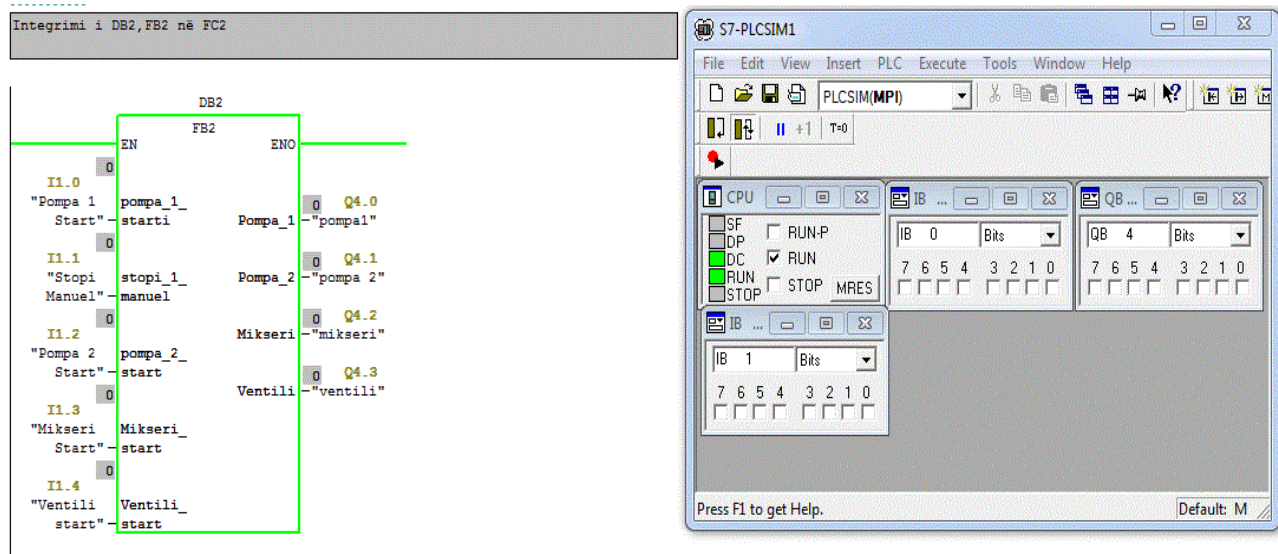 Integrimi i DB2,FB2 në FC2
DB2
FB2
EN ENO
0
I1.0
"Pompa 1 pompa_1_ 0 Q4.0
Start" starti Pompa_1 "pompa1"
0
I1.1 0 Q4.1
"Stopi stopi_1_ Pompa_2 "pompa 2"
Manuel" manuel
0 0 Q4.2
I1.2 Mikseri "mikseri"
"Pompa 2 pompa_2_
Start" start 0 Q4.3
0 Ventili "ventili"
I1.3
"Mikseri Mikseri_
Start" start
0
I1.4
"Ventili Ventili_
start" start
S7-PLCSIM1
File Edit View Insert PLC Execute Tools Window Help
PLCSIM(MPI)
+1 T=0
CPU
SF
DP
DC
RUN
STOP
RUN-P
RUN
STOP MRES
IB ...
IB 0 Bits
7 6 5 4 3 2 1 0
QB ...
QB 4 Bits
7 6 5 4 3 2 1 0
IB ...
IB 1 Bits
7 6 5 4 3 2 1 0
Press F1 to get Help. Default: M